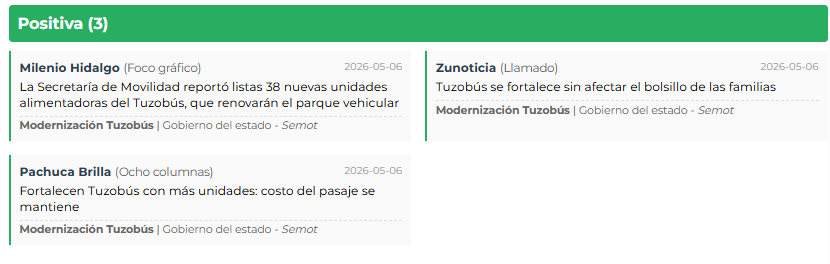 Positiva (3)
Milenio Hidalgo (Foco gráfico) 2026-05-06
La Secretaría de Movilidad reportó listas 38 nuevas unidades
alimentadoras del Tuzobús, que renovarán el parque vehicular
Modernización Tuzobús | Gobierno del estado - Semot
Zunoticia (Llamado) 2026-05-06
Tuzobús se fortalece sin afectar el bolsillo de las familias
Modernización Tuzobús | Gobierno del estado - Semot
Pachuca Brilla (Ocho columnas) 2026-05-06
Fortalecen Tuzobús con más unidades: costo del pasaje se
mantiene
Modernización Tuzobús | Gobierno del estado - Semot